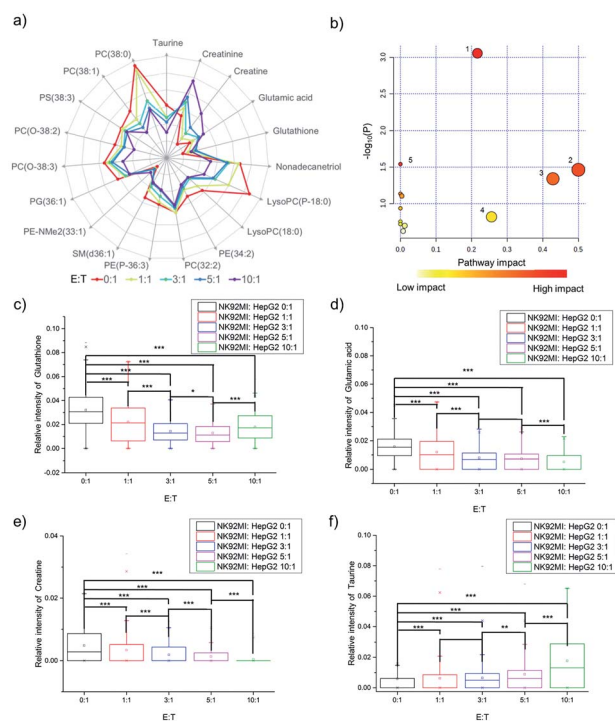 a)
Taurine
Creatinine
Creatine
Glutamic acid
Glutathione
Nonadecanetriol
LysoPC(P-18:0)
LysoPC(18:0)
PE(34:2)
PC(32:2)
PE(P-36:3)
SM(d36:1)
PE-NMe2(33:1)
PG(36:1)
PC(O-38:3)
PC(O-38:2)
PS(38:3)
PC(38:1)
PC(38:0)
E:T 0:1 1:1 3:1 5:1 10:1
b)
-log10(P)
3.0
2.5
2.0
1.5
1.0
0.0 0.1 0.2 0.3 0.4 0.5
1
2
3
4
5
Pathway impact
Low impact High impact
c)
NK92MI: HepG2 0:1
NK92MI: HepG2 1:1
NK92MI: HepG2 3:1
NK92MI: HepG2 5:1
NK92MI: HepG2 10:1
Relative intensity of Glutathione
0.10
0.08
0.06
0.04
0.02
0.00
-0.02
***
***
***
***
***
*
***
0:1 1:1 3:1 5:1 10:1
E:T
d)
NK92MI: HepG2 0:1
NK92MI: HepG2 1:1
NK92MI: HepG2 3:1
NK92MI: HepG2 5:1
NK92MI: HepG2 10:1
Relative intensity of Glutamic acid
0.10
0.08
0.06
0.04
0.02
0.00
***
***
***
***
***
***
0:1 1:1 3:1 5:1 10:1
E:T
e)
NK92MI: HepG2 0:1
NK92MI: HepG2 1:1
NK92MI: HepG2 3:1
NK92MI: HepG2 5:1
NK92MI: HepG2 10:1
Relative intensity of Creatine
0.04
0.02
0.00
***
***
***
***
***
***
0:1 1:1 3:1 5:1 10:1
E:T
f)
NK92MI: HepG2 0:1
NK92MI: HepG2 1:1
NK92MI: HepG2 3:1
NK92MI: HepG2 5:1
NK92MI: HepG2 10:1
Relative intensity of Taurine
0.12
0.10
0.08
0.06
0.04
0.02
0.00
***
***
***
***
**
***
0:1 1:1 3:1 5:1 10:1
E:T